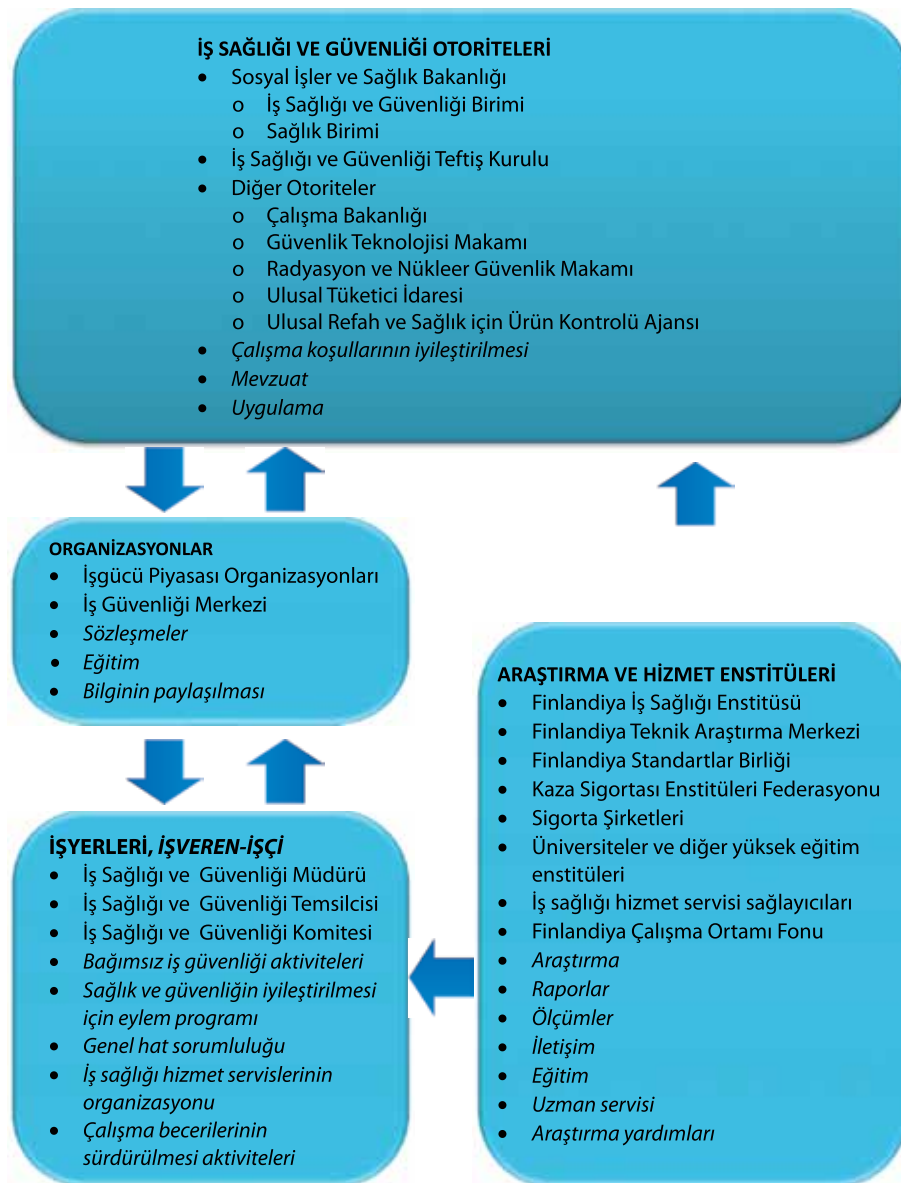 İŞ SAĞLIĞI VE GÜVENLİĞİ OTORİTELERİ
• Sosyal İşler ve Sağlık Bakanlığı
o İş Sağlığı ve Güvenliği Birimi
o Sağlık Birimi
• İş Sağlığı ve Güvenliği Teftiş Kurulu
• Diğer Otoriteler
o Çalışma Bakanlığı
o Güvenlik Teknolojisi Makamı
o Radyasyon ve Nükleer Güvenlik Makamı
o Ulusal Tüketici İdaresi
o Ulusal Refah ve Sağlık için Ürün Kontrolü Ajansı
• Çalışma koşullarının iyileştirilmesi
• Mevzuat
• Uygulama
ORGANİZASYONLAR
• İşgücü Piyasası Organizasyonları
• İş Güvenliği Merkezi
• Sözleşmeler
• Eğitim
• Bilginin paylaşılması
İŞYERLERİ, İŞVEREN-İŞÇİ
• İş Sağlığı ve Güvenliği Müdürü
• İş Sağlığı ve Güvenliği Temsilcisi
• İş Sağlığı ve Güvenliği Komitesi
• Bağımsız iş güvenliği aktiviteleri
• Sağlık ve güvenliğin iyileştirilmesi
için eylem programı
• Genel hat sorumluluğu
• İş sağlığı hizmet servislerinin
organizasyonu
• Çalışma becerilerinin
sürdürülmesi aktiviteleri
ARAŞTIRMA VE HİZMET ENSTİTÜLERİ
• Finlandiya İş Sağlığı Enstitüsü
• Finlandiya Teknik Araştırma Merkezi
• Finlandiya Standartlar Birliği
• Kaza Sigortası Enstitüleri Federasyonu
• Sigorta Şirketleri
• Üniversiteler ve diğer yüksek eğitim
enstitüleri
• İş sağlığı hizmet servisi sağlayıcıları
• Finlandiya Çalışma Ortamı Fonu
• Araştırma
• Raporlar
• Ölçümler
• İletişim
• Eğitim
• Uzman servisi
• Araştırma yardımları